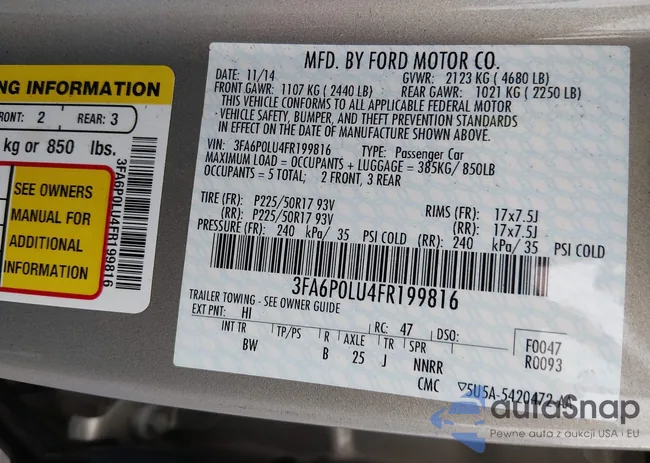 NG INFORMATION
RONT: 2 REAR: 3
kg or 850 lbs.
SEE OWNERS
MANUAL FOR
ADDITIONAL
INFORMATION
3FA6P0LU4FR199816
MFD. BY FORD MOTOR CO.
DATE: 11/14 GVWR: 2123 KG ( 4680 LB)
FRONT GAWR: 1107 KG ( 2440 LB) REAR GAWR: 1021 KG ( 2250 LB)
THIS VEHICLE CONFORMS TO ALL APPLICABLE FEDERAL MOTOR
VEHICLE SAFETY, BUMPER, AND THEFT PREVENTION STANDARDS
IN EFFECT ON THE DATE OF MANUFACTURE SHOWN ABOVE.
VIN: 3FA6P0LU4FR199816 TYPE: Passenger Car
MAXIMUM LOAD = OCCUPANTS + LUGGAGE = 385KG/ 850LB
OCCUPANTS = 5 TOTAL; 2 FRONT, 3 REAR
TIRE (FR): P225/50R17 93V RIMS (FR): 17x7.5J
(RR): P225/50R17 93V (RR): 17x7.5J
PRESSURE (FR): 240 kPa/ 35 PSI COLD (RR): 240 kPa/ 35 PSI COLD
3FA6P0LU4FR199816
TRAILER TOWING - SEE OWNER GUIDE
EXT PNT: HI RC: 47 DSO: F0047
INT TR TP/PS R AXLE TR SPR R0093
BW B 25 J NNRR
CMC 5U5A-5420472-AA
autaSnap
Pewne auta z aukcji USA i EU